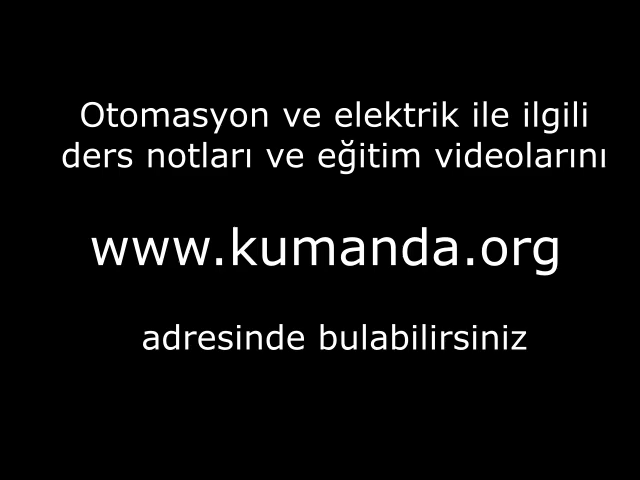 Otomasyon ve elektrik ile ilgili
ders notları ve eğitim videolarını
www.kumanda.org
adresinde bulabilirsiniz